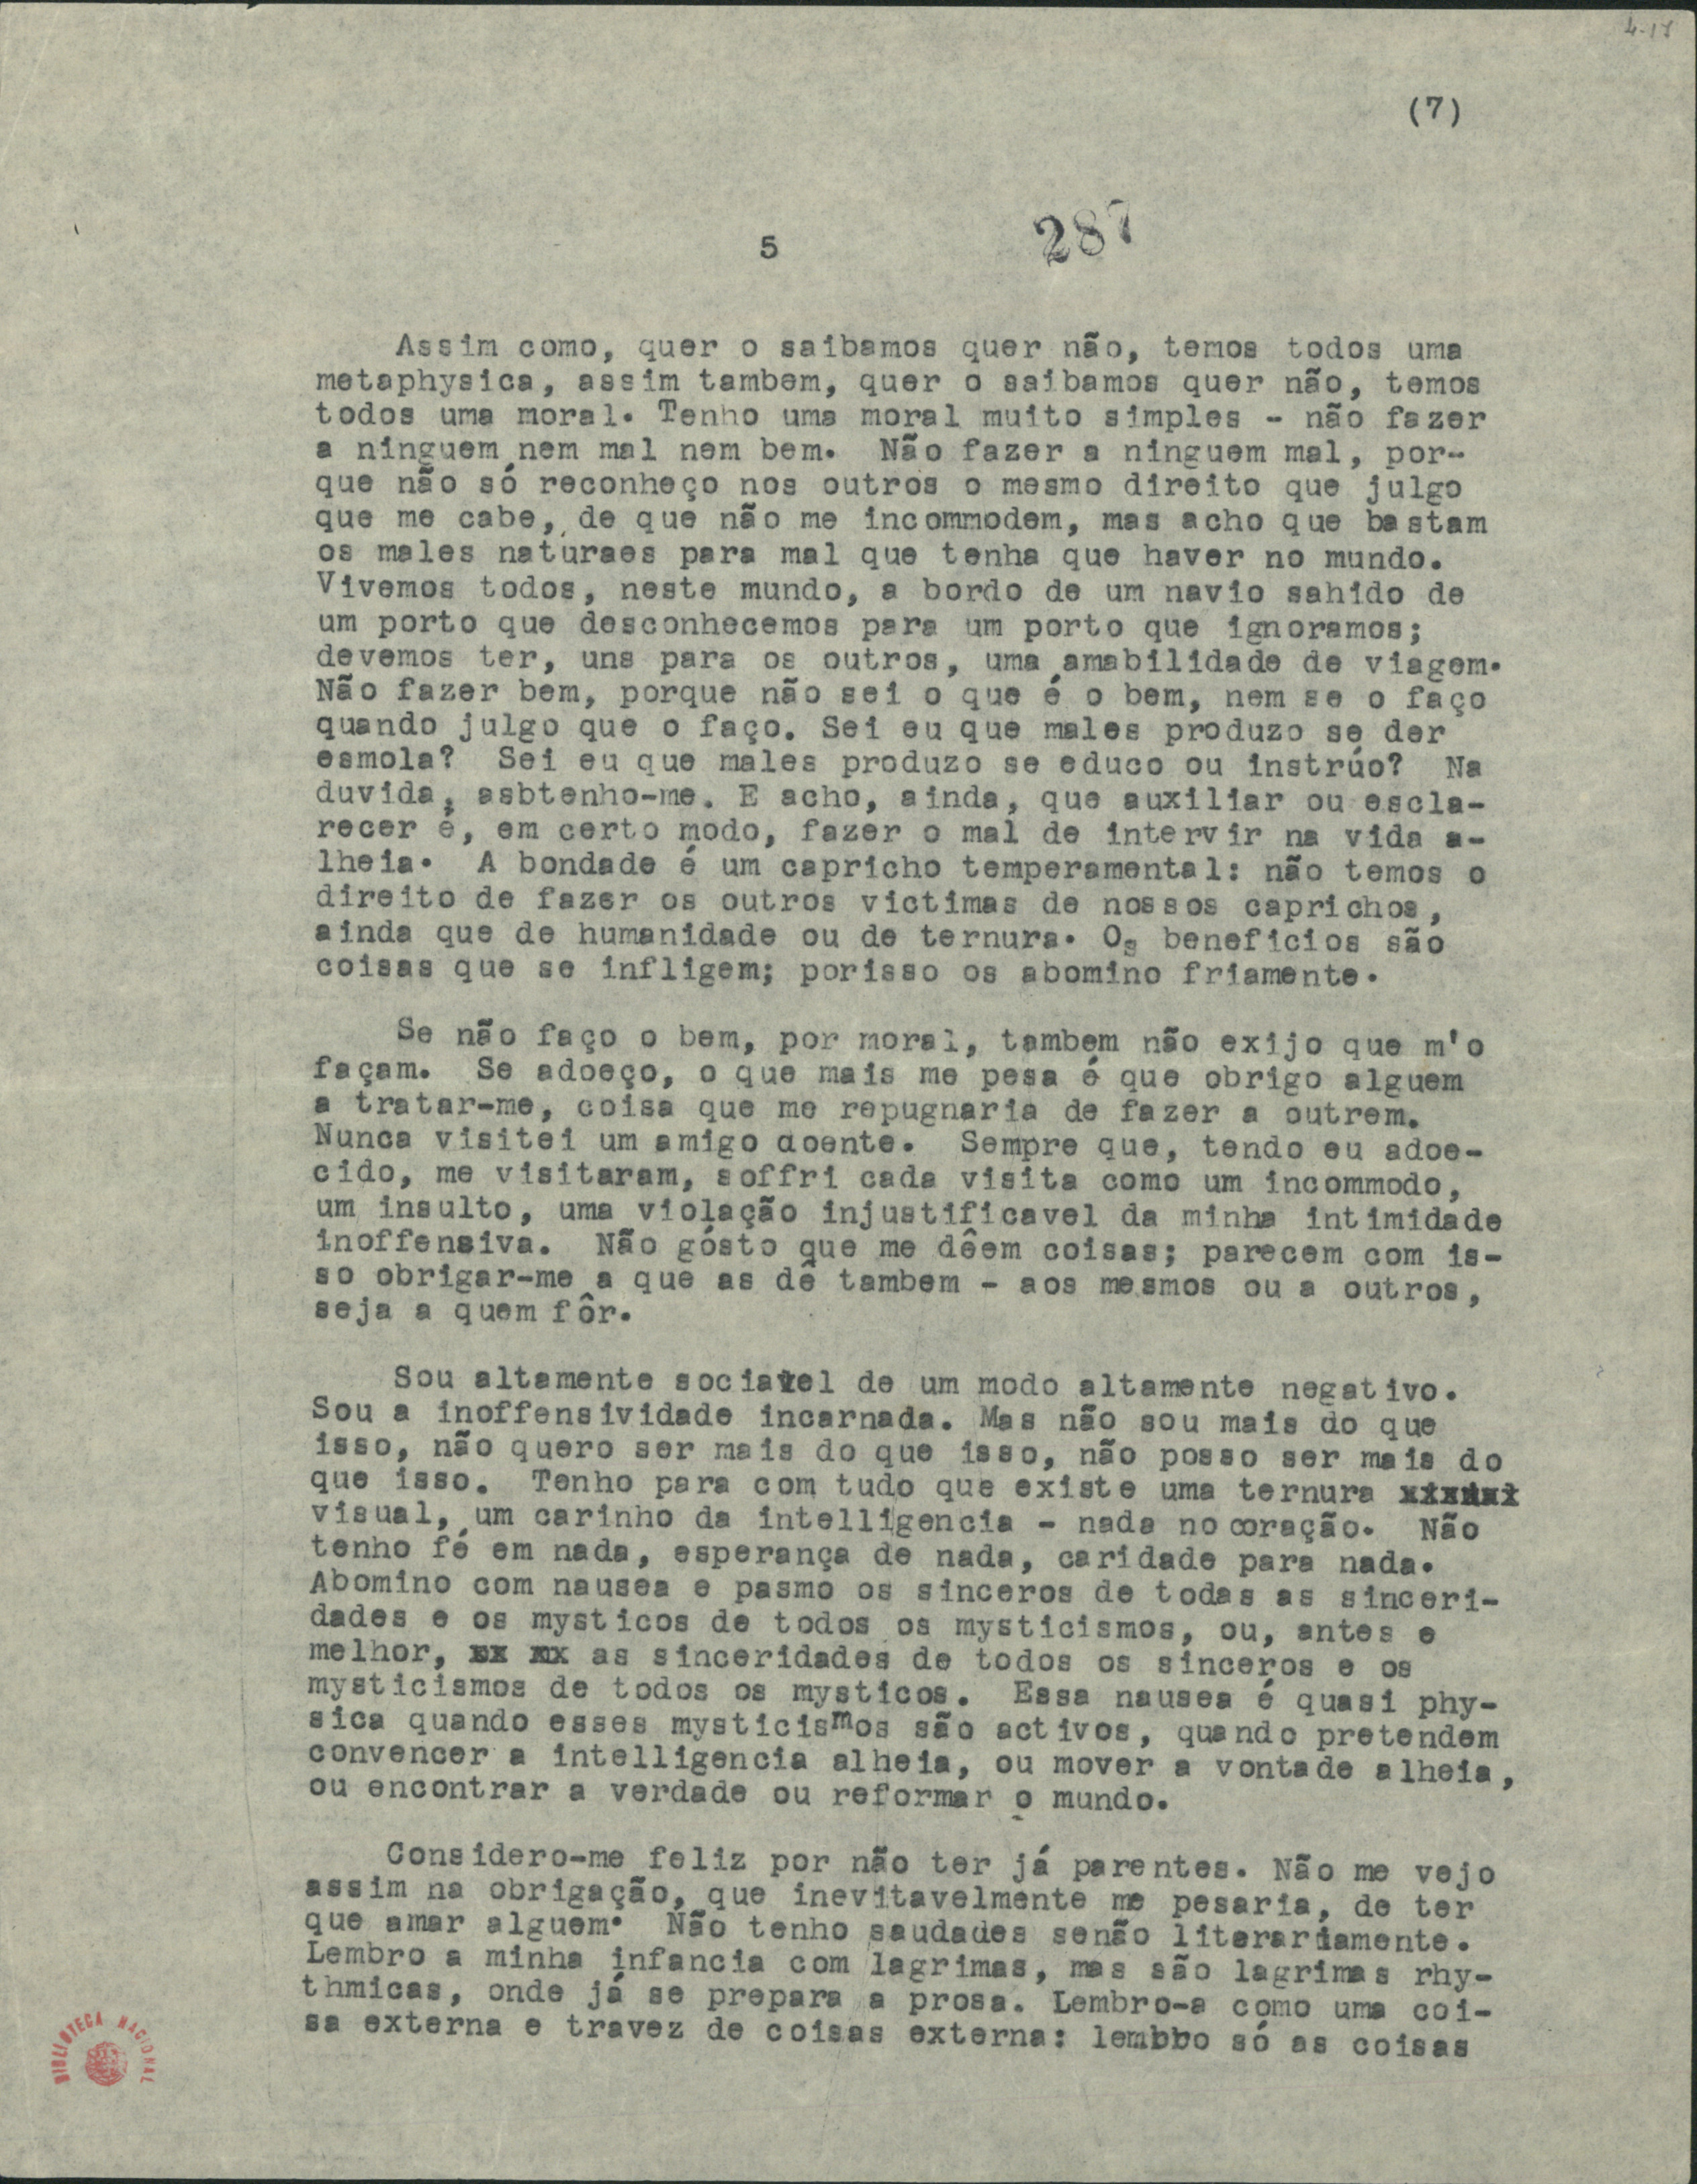 4-17
(7)
5
287
Assim como, quer o saibamos quer não, temos todos uma
metaphysica, assim tambem, quer o saibamos quer não, temos
todos uma moral. Tenho uma moral muito simples - não fazer
a ninguem nem mal nem bem. Não fazer a ninguem mal, por-
que não só reconheço nos outros o mesmo direito que julgo
que me cabe, de que não me incommodem, mas acho que bastam
os males naturaes para mal que tenha que haver no mundo.
Vivemos todos, neste mundo, a bordo de um navio sahido de
um porto que desconhecemos para um porto que ignoramos;
devemos ter, uns para os outros, uma amabilidade de viagem.
Não fazer bem, porque não sei o que é o bem, nem se o faço
quando julgo que o faço. Sei eu que males produzo se der
esmola? Sei eu que males produzo se educo ou instrúo? Na
duvida, asbtenho-me. E acho, ainda, que auxiliar ou escla-
recer é, em certo modo, fazer o mal de intervir na vida a-
lheia. A bondade é um capricho temperamental: não temos o
direito de fazer os outros victimas de nossos caprichos,
ainda que de humanidade ou de ternura. Os beneficios são
coisas que se infligem; porisso os abomino friamente.
Se não faço o bem, por moral, tambem não exijo que m'o
façam. Se adoeço, o que mais me pesa é que obrigo alguem
a tratar-me, coisa que me repugnaria de fazer a outrem.
Nunca visitei um amigo doente. Sempre que, tendo eu adoe-
cido, me visitaram, soffri cada visita como um incommodo,
um insulto, uma violação injustificavel da minha intimidade
inoffensiva. Não gósto que me dêem coisas; parecem com is-
so obrigar-me a que as dê tambem - aos mesmos ou a outros,
seja a quem fôr.
Sou altamente sociavel de um modo altamente negativo.
Sou a inoffensividade incarnada. Mas não sou mais do que
isso, não quero ser mais do que isso, não posso ser mais do
que isso. Tenho para com tudo que existe uma ternura
visual, um carinho da intelligencia - nada no coração. Não
tenho fé em nada, esperança de nada, caridade para nada.
Abomino com nausea e pasmo os sinceros de todas as sinceri-
dades e os mysticos de todos os mysticismos, ou, antes e
melhor, as sinceridades de todos os sinceros e os
mysticismos de todos os mysticos. Essa nausea é quasi phy-
sica quando esses mysticismos são activos, quando pretendem
convencer a intelligencia alheia, ou mover a vontade alheia,
ou encontrar a verdade ou reformar o mundo.
Considero-me feliz por não ter já parentes. Não me vejo
assim na obrigação, que inevitavelmente me pesaria, de ter
que amar alguem. Não tenho saudades senão literariamente.
Lembro a minha infancia com lagrimas, mas são lagrimas rhy-
thmicas, onde já se prepara a prosa. Lembro-a como uma coi-
sa externa e travez de coisas externa: lembbo só as coisas
BIBLIOTECA NACIONAL